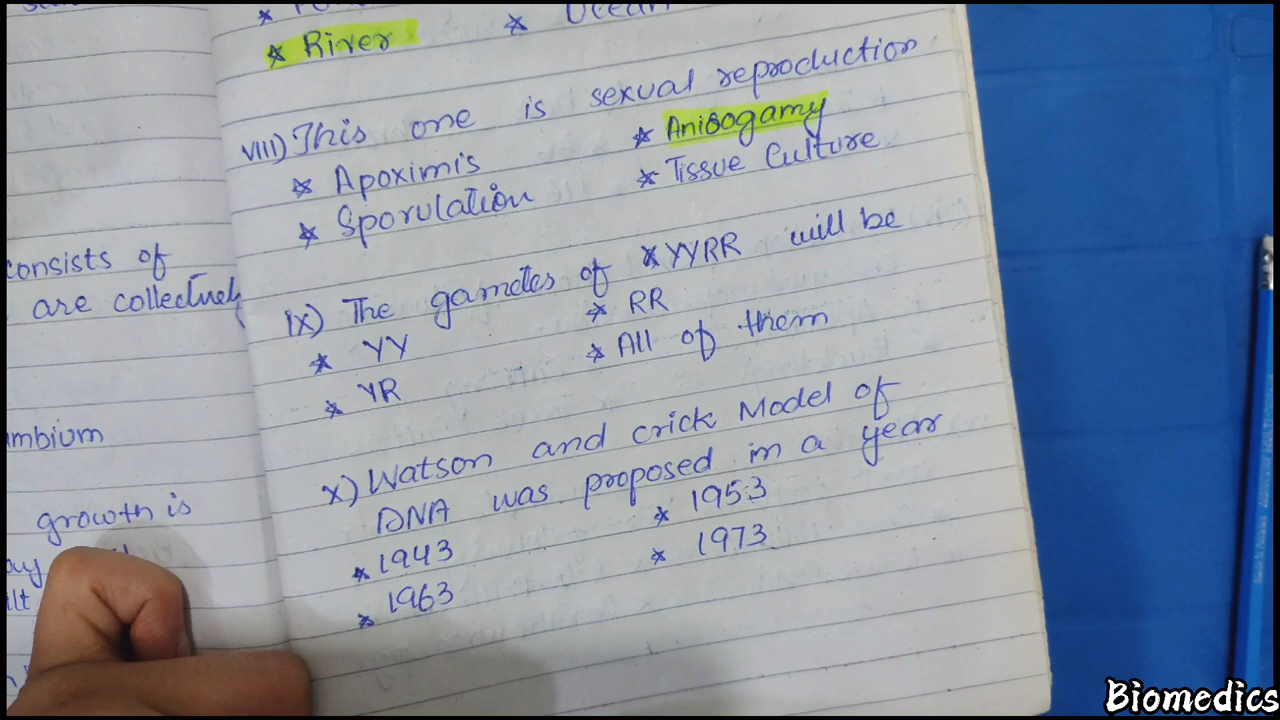 * River
* Ocean
VIII) This one is sexual reproduction
* Apoximis
* Anisogamy
* Sporulation
* Tissue Culture
IX) The gametes of * YYRR will be
* YY
* RR
* YR
* All of them
X) Watson and crick Model of
DNA was proposed in a year
* 1943
* 1953
* 1963
* 1973
consists of
are collectively
mbium
growth is
Biomedics